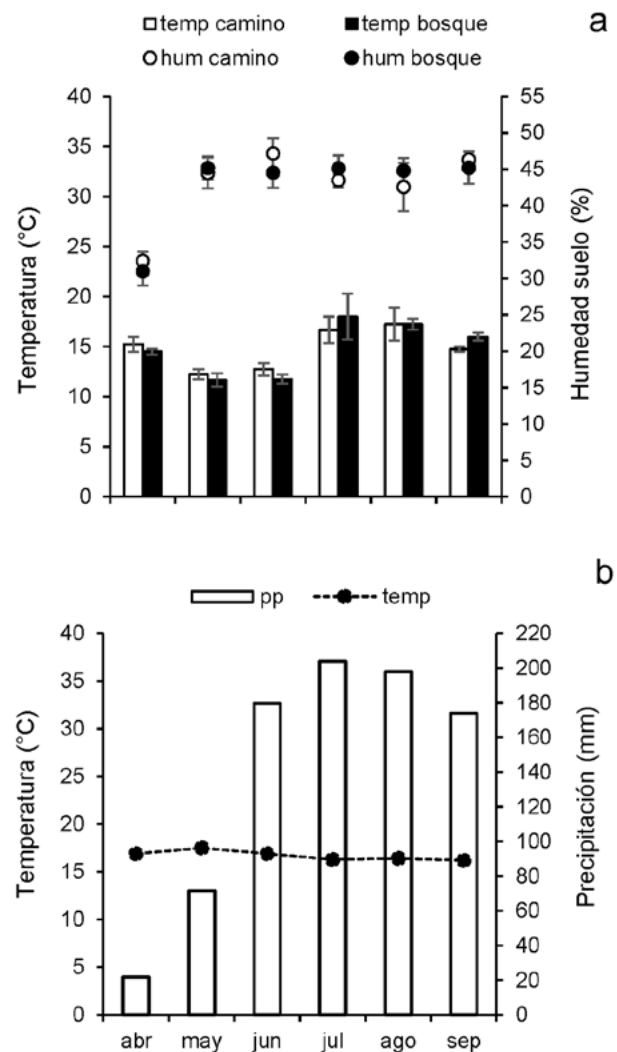 temp camino temp bosque a
hum camino hum bosque
40 55
35 50
30 45
25 40
20 35
15 30
10 25
5 20
0 15
10
5
0
Temperatura (°C)
Humedad suelo (%)
b
pp temp
40 220
35 200
30 180
25 160
20 140
15 120
10 100
5 80
0 60
40
20
0
Temperatura (°C)
Precipitación (mm)
abr may jun jul ago sep